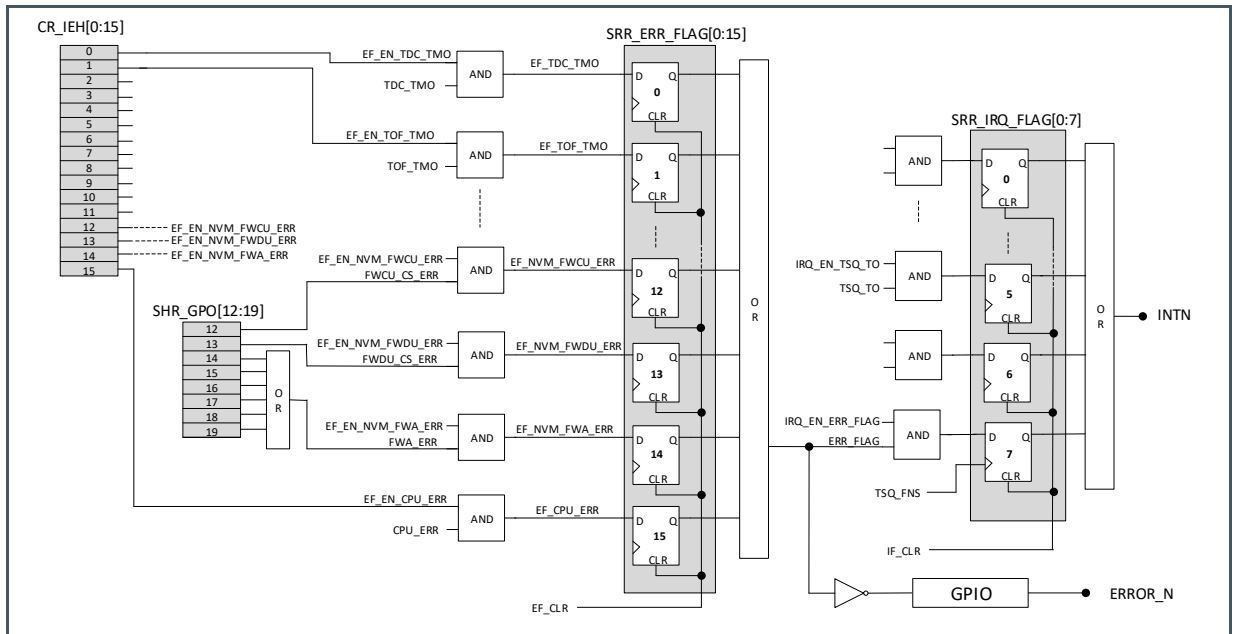 CR_IEH[0:15]
0
1
2
3
4
5
6
7
8
9
10
11
12
13
14
15
EF_EN_NVM_FWCU_ERR
EF_EN_NVM_FWDU_ERR
EF_EN_NVM_FWA_ERR
SHR_GPO[12:19]
12
13
14
15
16
17
18
19
O
R
EF_EN_TDC_TMO
TDC_TMO
AND
EF_TDC_TMO
EF_EN_TOF_TMO
TOF_TMO
AND
EF_TOF_TMO
EF_EN_NVM_FWCU_ERR
FWCU_CS_ERR
AND
EF_NVM_FWCU_ERR
EF_EN_NVM_FWDU_ERR
FWDU_CS_ERR
AND
EF_NVM_FWDU_ERR
EF_EN_NVM_FWA_ERR
FWA_ERR
AND
EF_NVM_FWA_ERR
EF_EN_CPU_ERR
CPU_ERR
AND
EF_CPU_ERR
EF_CLR
SRR_ERR_FLAG[0:15]
D Q
0
CLR
D Q
1
CLR
D Q
12
CLR
D Q
13
CLR
D Q
14
CLR
D Q
15
CLR
O
R
SRR_IRQ_FLAG[0:7]
AND
D Q
0
CLR
IRQ_EN_TSQ_TO
TSQ_TO
AND
D Q
5
CLR
AND
D Q
6
CLR
IRQ_EN_ERR_FLAG
ERR_FLAG
AND
D Q
7
CLR
TSQ_FNS
IF_CLR
O
R
INTN
GPIO
ERROR_N